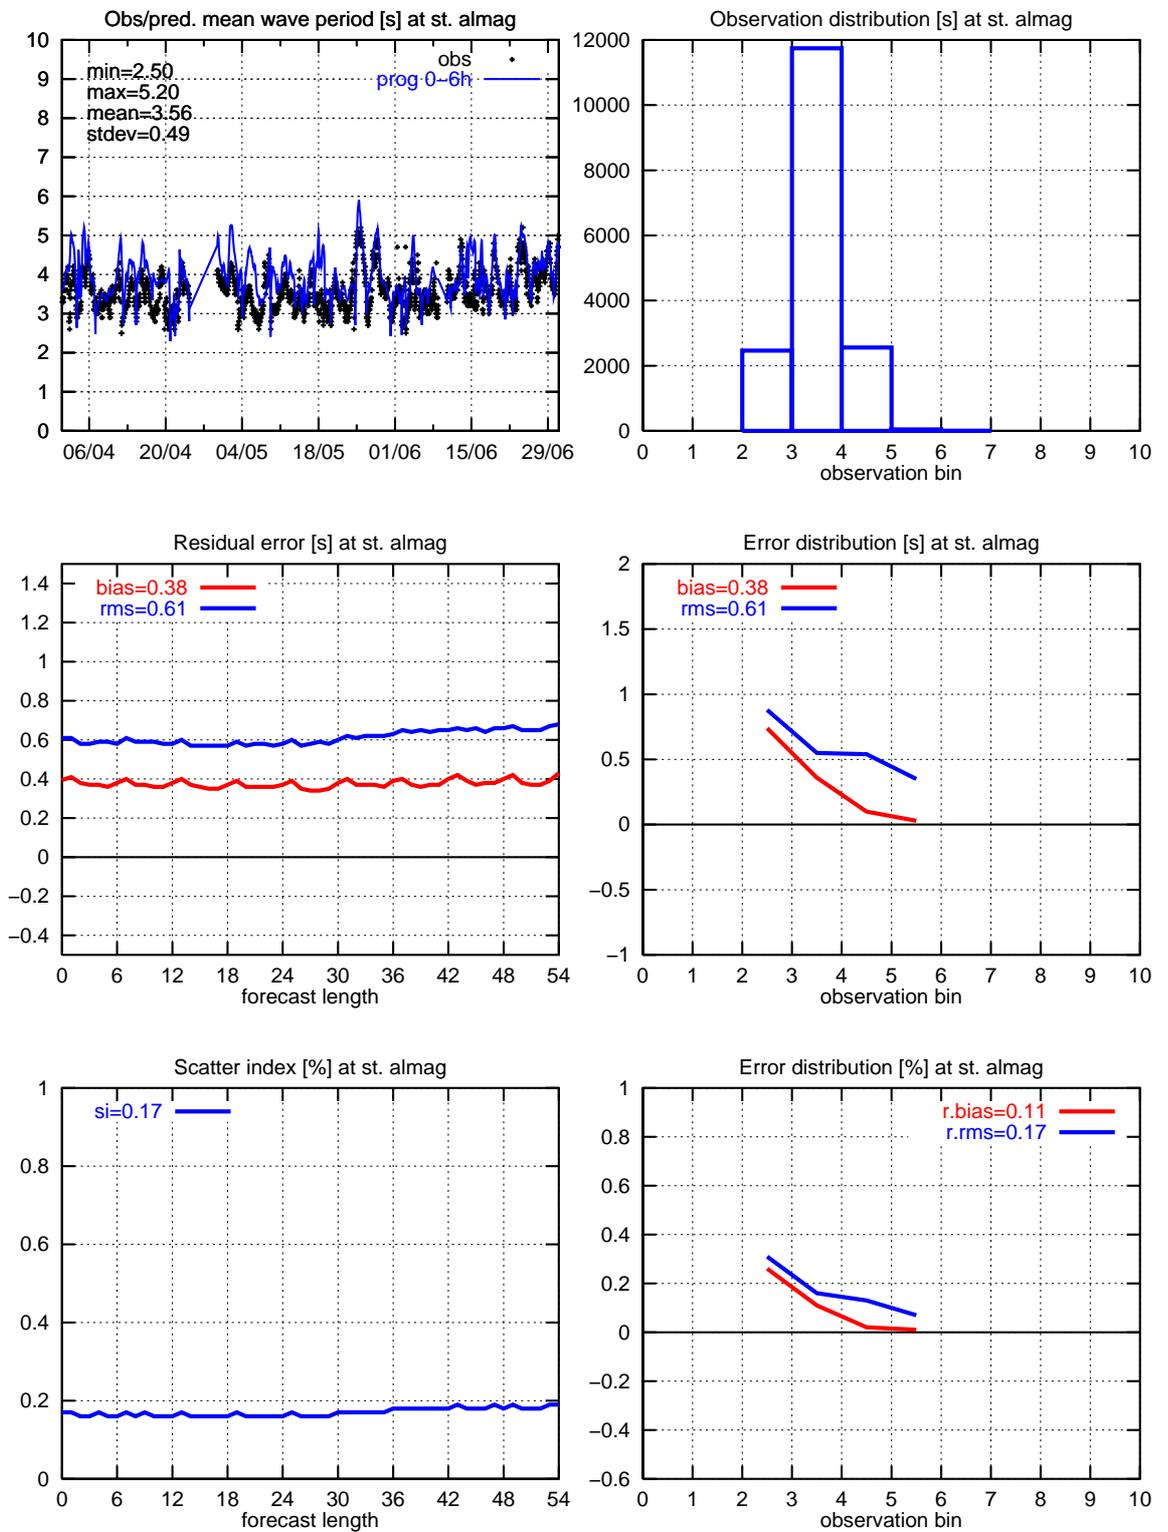 Obs/pred. mean wave period [s] at st. almag
10
9
8
7
6
5
4
3
2
1
0
min=2.50
max=5.20
mean=3.56
stdev=0.49
obs
prog 0−6h
06/04 20/04 04/05 18/05 01/06 15/06 29/06
Observation distribution [s] at st. almag
12000
10000
8000
6000
4000
2000
0
0 1 2 3 4 5 6 7 8 9 10
observation bin
Residual error [s] at st. almag
1.4
1.2
1
0.8
0.6
0.4
0.2
0
−0.2
−0.4
bias=0.38
rms=0.61
0 6 12 18 24 30 36 42 48 54
forecast length
Error distribution [s] at st. almag
2
1.5
1
0.5
0
−0.5
−1
bias=0.38
rms=0.61
0 1 2 3 4 5 6 7 8 9 10
observation bin
Scatter index [%] at st. almag
1
0.8
0.6
0.4
0.2
0
si=0.17
0 6 12 18 24 30 36 42 48 54
forecast length
Error distribution [%] at st. almag
1
0.8
0.6
0.4
0.2
0
−0.2
−0.4
−0.6
r.bias=0.11
r.rms=0.17
0 1 2 3 4 5 6 7 8 9 10
observation bin